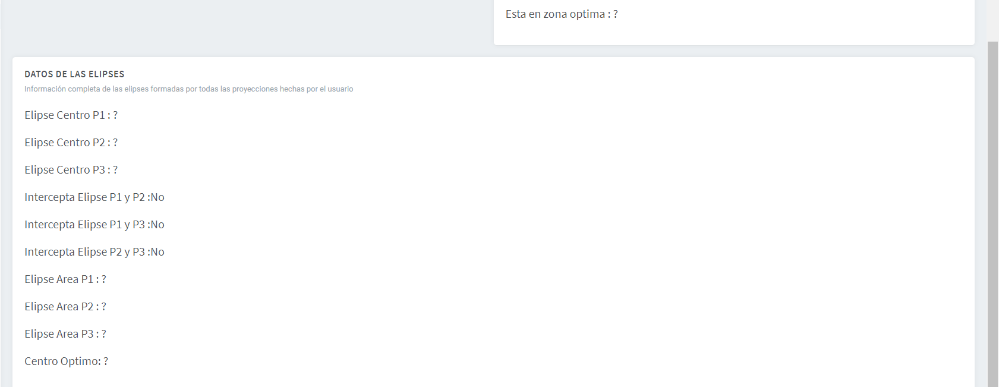 Esta en zona optima : ?
DATOS DE LAS ELIPSES
Información completa de las elipses formadas por todas las proyecciones hechas por el usuario
Elipse Centro P1 : ?
Elipse Centro P2 : ?
Elipse Centro P3 : ?
Intercepta Elipse P1 y P2 :No
Intercepta Elipse P1 y P3 :No
Intercepta Elipse P2 y P3 :No
Elipse Area P1 : ?
Elipse Area P2 : ?
Elipse Area P3 : ?
Centro Optimo: ?